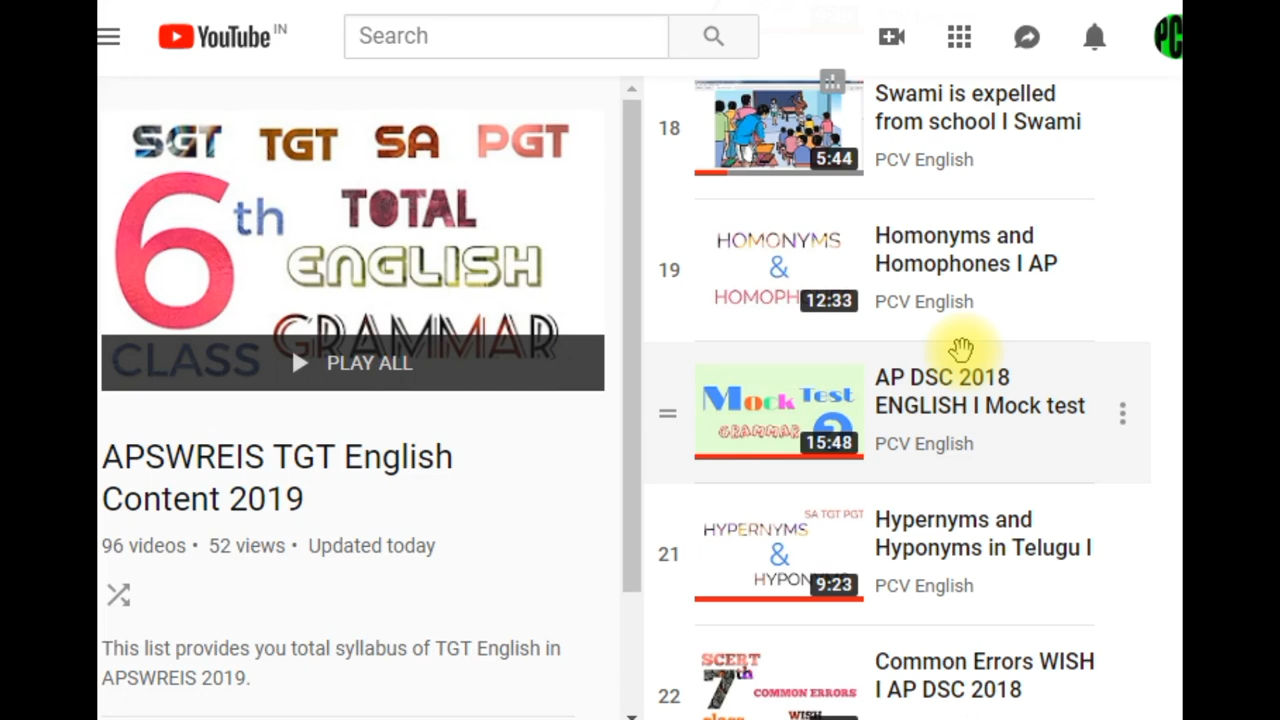 YouTube IN
Search
PC
SGT TGT SA PGT
6th TOTAL
ENGLISH
GRAMMAR
CLASS
PLAY ALL
APSWREIS TGT English
Content 2019
96 videos • 52 views • Updated today
This list provides you total syllabus of TGT English in
APSWREIS 2019.
18
5:44
Swami is expelled
from school I Swami
PCV English
19
HOMONYMS
&
HOMOPH
12:33
Homonyms and
Homophones I AP
PCV English
Mock Test
GRAMMAR ?
15:48
AP DSC 2018
ENGLISH I Mock test
PCV English
21
SA TGT PGT
HYPERNYMS
&
HYPONYMS
9:23
Hypernyms and
Hyponyms in Telugu I
PCV English
22
SCERT
7th
class
COMMON ERRORS
WISH
Common Errors WISH
I AP DSC 2018